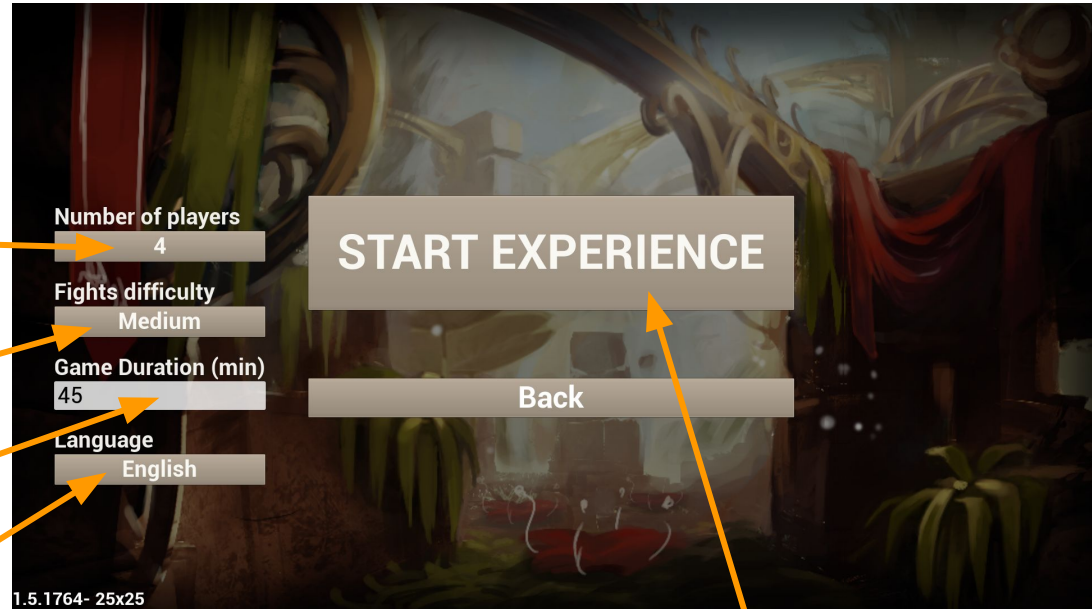 Number of players
4
Fights difficulty
Medium
Game Duration (min)
45
Language
English
START EXPERIENCE
Back
1.5.1764- 25x25